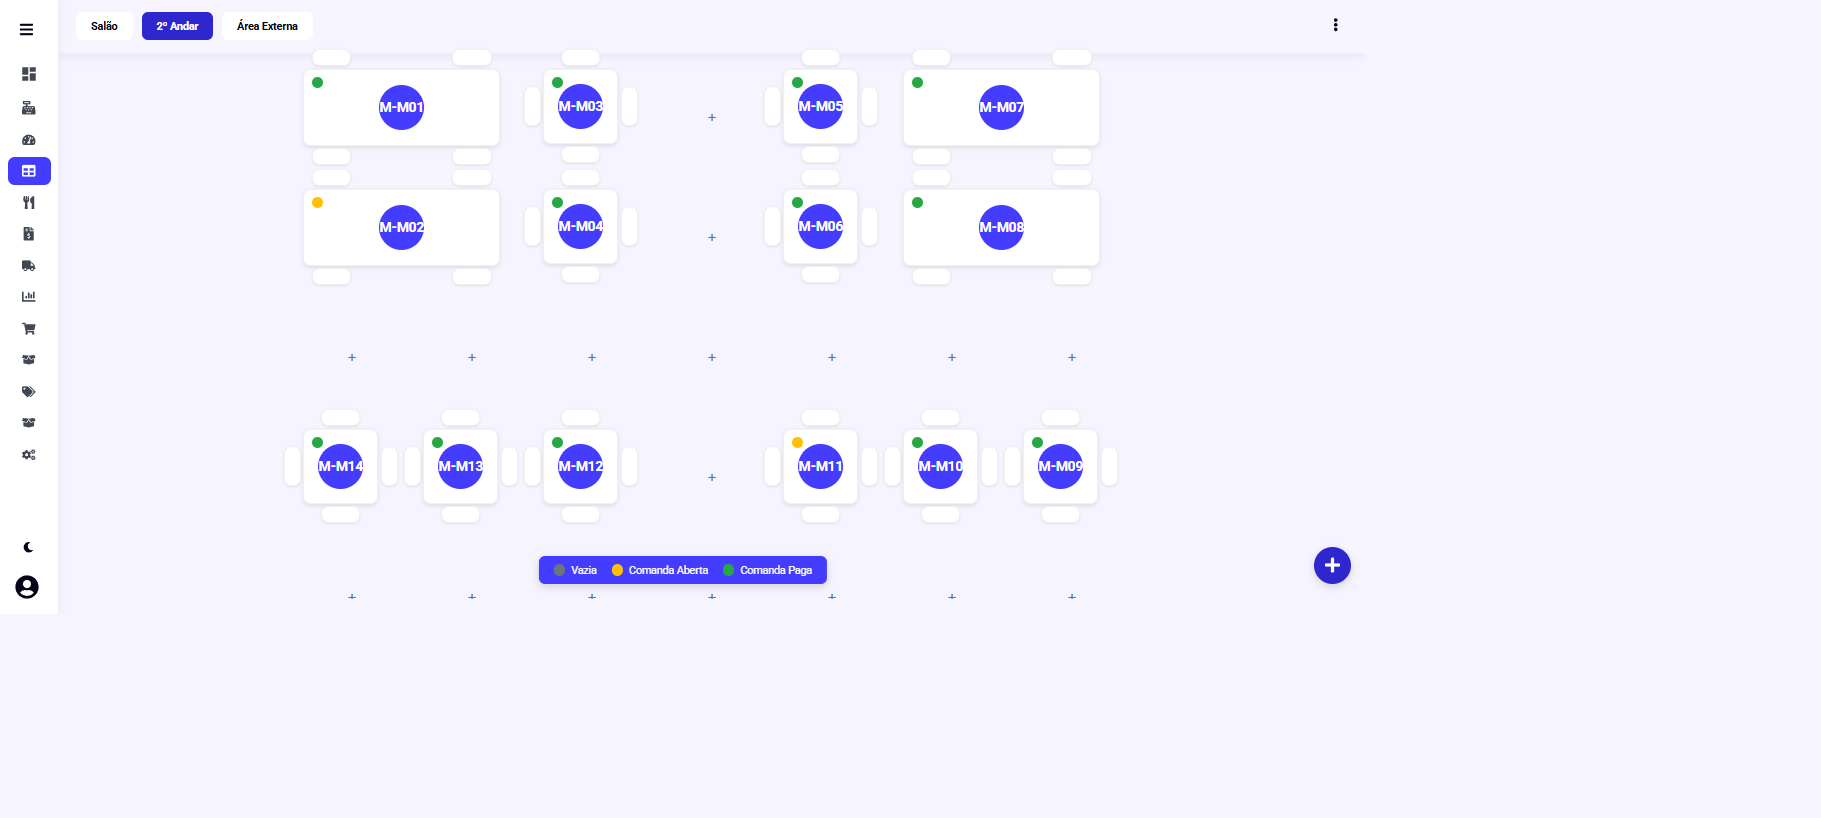 Salão
2º Andar
Área Externa
M-M01
M-M03
+
M-M05
M-M07
M-M02
M-M04
+
M-M06
M-M08
+ + + + + + +
M-M14
M-M13
M-M12
+
M-M11
M-M10
M-M09
Vazia
Comanda Aberta
Comanda Paga
+ + + + + + +